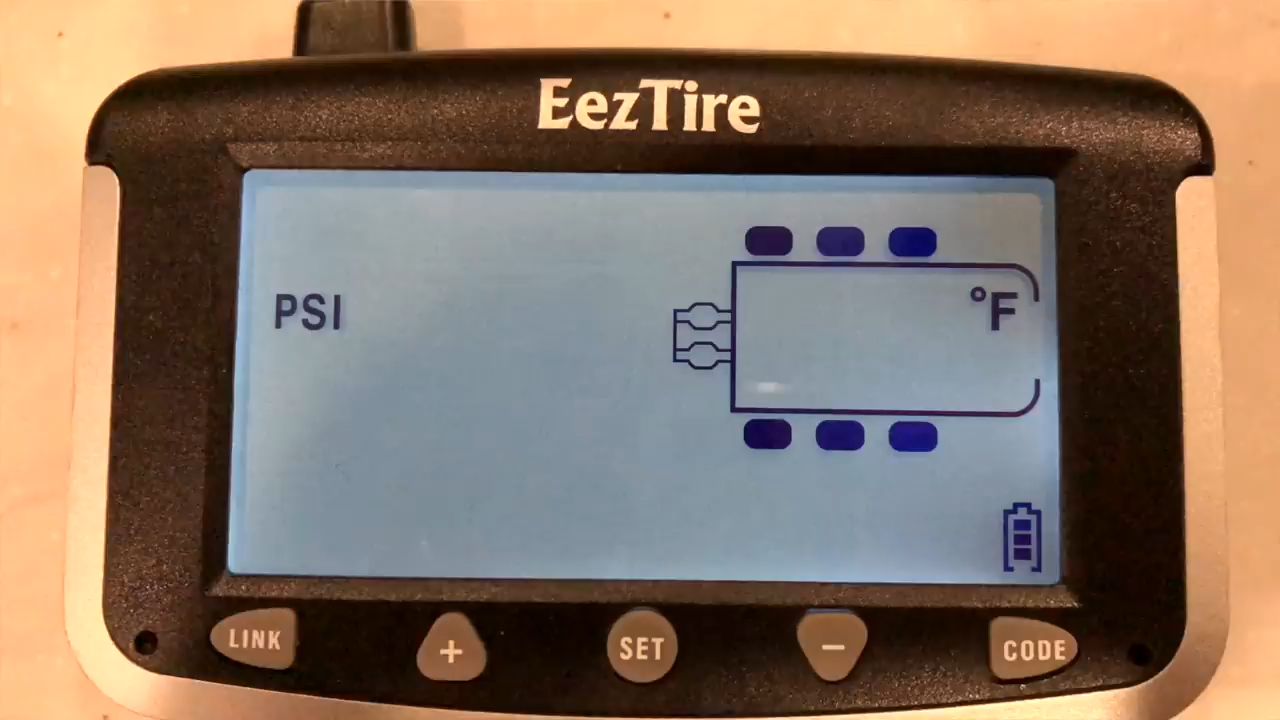 EezTire
PSI
°F
LINK
+
SET
−
CODE